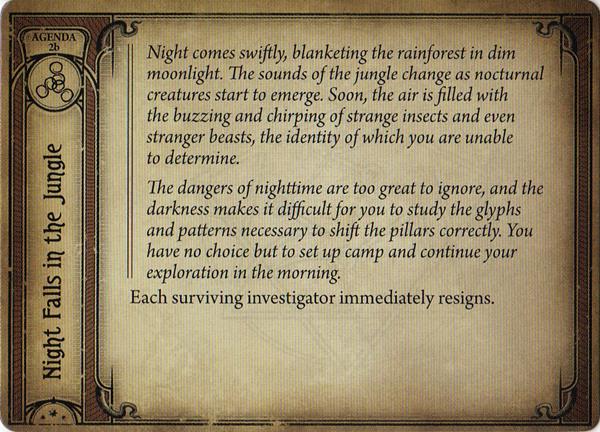 AGENDA
2b
Night Falls in the Jungle
Night comes swiftly, blanketing the rainforest in dim
moonlight. The sounds of the jungle change as nocturnal
creatures start to emerge. Soon, the air is filled with
the buzzing and chirping of strange insects and even
stranger beasts, the identity of which you are unable
to determine.
The dangers of nighttime are too great to ignore, and the
darkness makes it difficult for you to study the glyphs
and patterns necessary to shift the pillars correctly. You
have no choice but to set up camp and continue your
exploration in the morning.
Each surviving investigator immediately resigns.